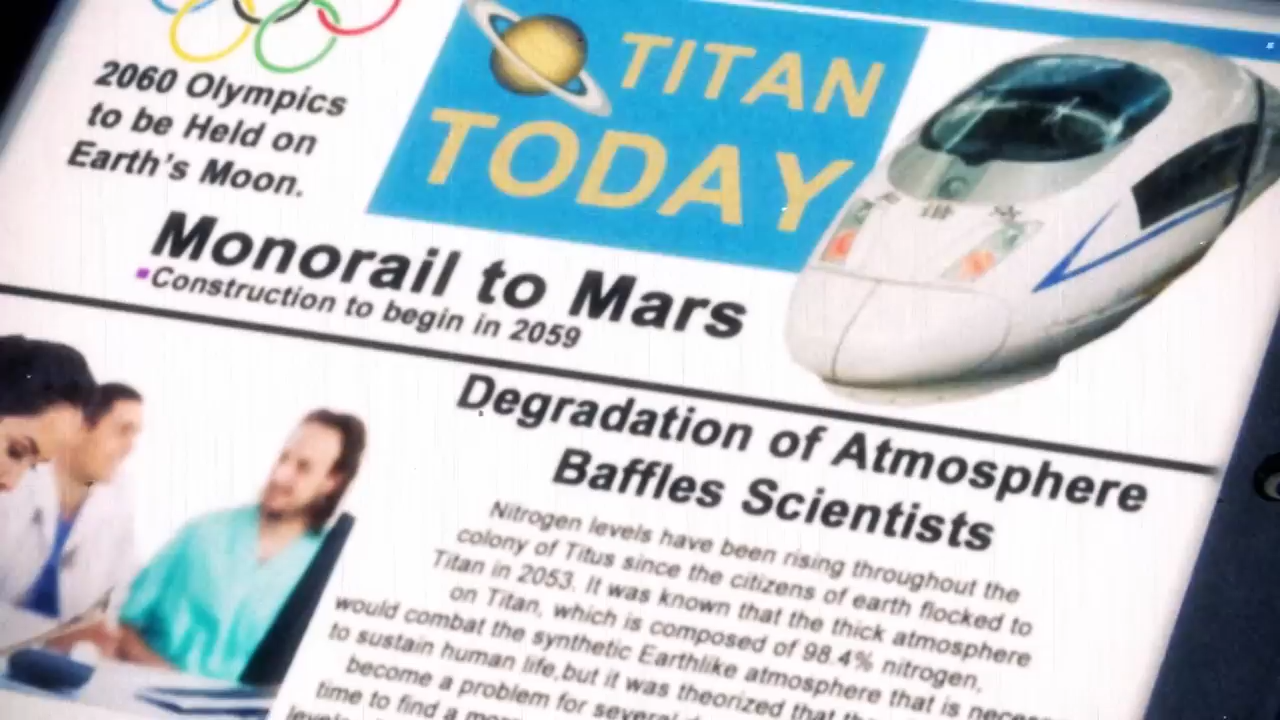 2060 Olympics
to be Held on
Earth's Moon.
TITAN
TODAY
Monorail to Mars
Construction to begin in 2059
Degradation of Atmosphere
Baffles Scientists
Nitrogen levels have been rising throughout the
colony of Titus since the citizens of earth flocked to
Titan in 2053. It was known that the thick atmosphere
on Titan, which is composed of 98.4% nitrogen,
would combat the synthetic Earthlike atmosphere that is
to sustain human life,but it was theorized that
become a problem for several
time to find a